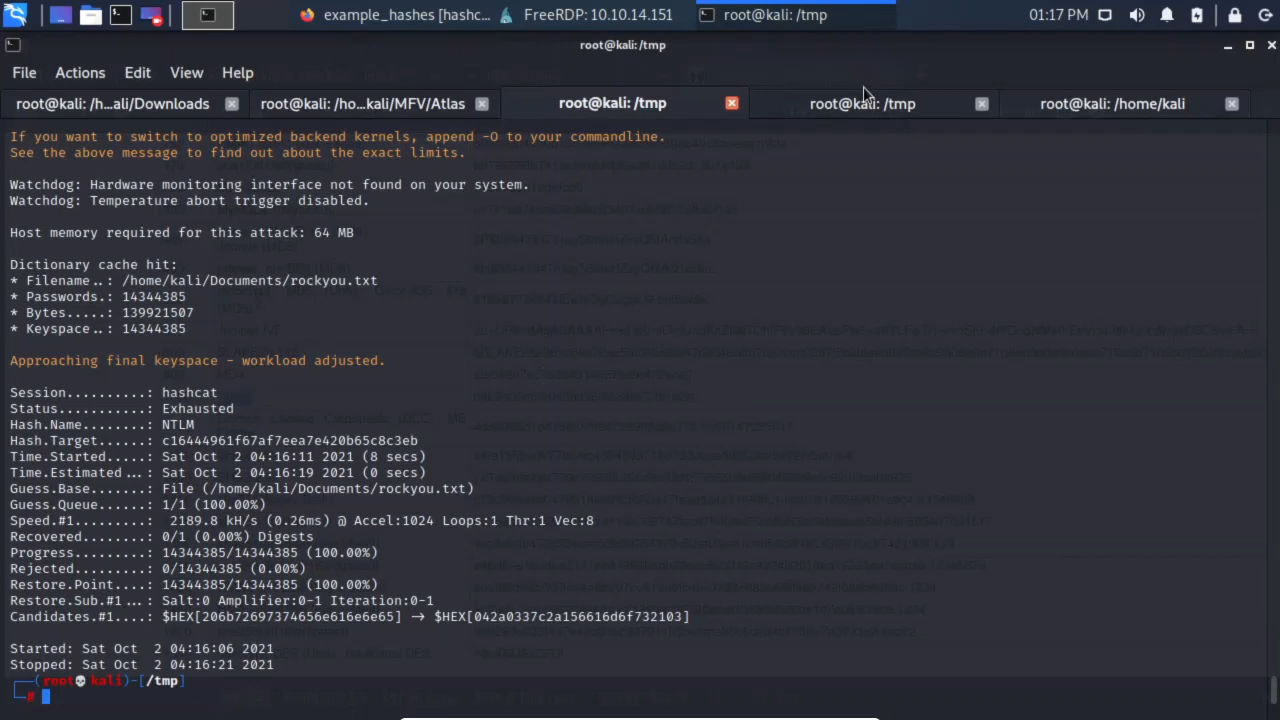 example_hashes [hashc...
FreeRDP: 10.10.14.151
root@kali: /tmp
01:17 PM
root@kali: /tmp
File Actions Edit View Help
root@kali: /h...ali/Downloads
root@kali: /ho...kali/MFV/Atlas
root@kali: /tmp
root@kali: /tmp
root@kali: /home/kali
If you want to switch to optimized backend kernels, append -O to your commandline.
See the above message to find out about the exact limits.
Watchdog: Hardware monitoring interface not found on your system.
Watchdog: Temperature abort trigger disabled.
Host memory required for this attack: 64 MB
Dictionary cache hit:
* Filename..: /home/kali/Documents/rockyou.txt
* Passwords.: 14344385
* Bytes.....: 139921507
* Keyspace..: 14344385
Approaching final keyspace - workload adjusted.
Session..........: hashcat
Status...........: Exhausted
Hash.Name........: NTLM
Hash.Target......: c16444961f67af7eea7e420b65c8c3eb
Time.Started.....: Sat Oct  2 04:16:11 2021 (8 secs)
Time.Estimated...: Sat Oct  2 04:16:19 2021 (0 secs)
Guess.Base.......: File (/home/kali/Documents/rockyou.txt)
Guess.Queue......: 1/1 (100.00%)
Speed.#1.........:  2189.8 kH/s (0.26ms) @ Accel:1024 Loops:1 Thr:1 Vec:8
Recovered........: 0/1 (0.00%) Digests
Progress.........: 14344385/14344385 (100.00%)
Rejected.........: 0/14344385 (0.00%)
Restore.Point....: 14344385/14344385 (100.00%)
Restore.Sub.#1...: Salt:0 Amplifier:0-1 Iteration:0-1
Candidates.#1....: $HEX[206b72697374656e616e6e65] → $HEX[042a0337c2a156616d6f732103]
Started: Sat Oct  2 04:16:06 2021
Stopped: Sat Oct  2 04:16:21 2021
┌──(root💀kali)-[/tmp]
└─#